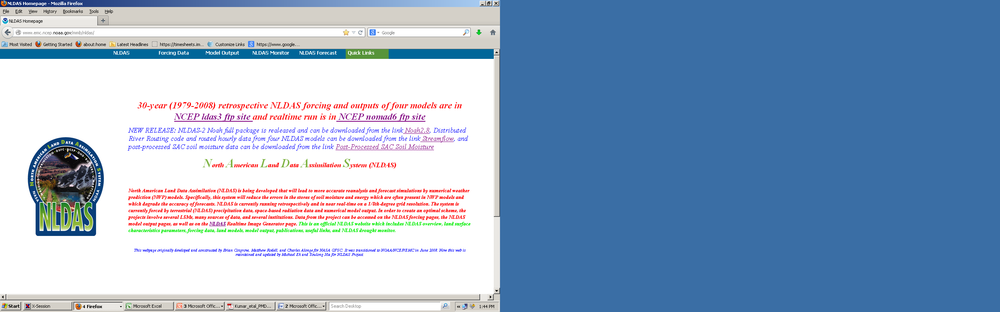 NLDAS Homepage - Mozilla Firefox
File Edit View History Bookmarks Tools Help
NLDAS Homepage
www.emc.ncep.noaa.gov/mmb/nldas/
Google
Most Visited Getting Started about:home Latest Headlines https://timesheets.im... Customize Links https://www.google....
NLDAS Forcing Data Model Output NLDAS Monitor NLDAS Forecast Quick Links
30-year (1979-2008) retrospective NLDAS forcing and outputs of four models are in
NCEP ldas3 ftp site and realtime run is in NCEP nomad6 ftp site
NEW RELEASE: NLDAS-2 Noah full package is realeased and can be downloaded from the link Noah2.8, Distributed
River Routing code and routed hourly data from four NLDAS models can be downloaded from the link Streamflow, and
post-processed SAC soil moisture data can be downloaded from the link Post-Processed SAC Soil Moisture
NORTH AMERICAN LAND DATA ASSIMILATION SYSTEM
NASA NOAA
PRINCETON · GSFC · NCEP · OHD · RUTGERS · U.MARYLAND
NLDAS
North American Land Data Assimilation System (NLDAS)
North American Land Data Assimilation (NLDAS) is being developed that will lead to more accurate reanalysis and forecast simulations by numerical weather
prediction (NWP) models. Specifically, this system will reduce the errors in the stores of soil moisture and energy which are often present in NWP models and
which degrade the accuracy of forecasts. NLDAS is currently running retrospectively and in near real-time on a 1/8th-degree grid resolution. The system is
currently forced by terrestrial (NLDAS) precipitation data, space-based radiation data and numerical model output. In order to create an optimal scheme, the
projects involve several LSMs, many sources of data, and several institutions. Data from the project can be accessed on the NLDAS forcing pages, the NLDAS
model output pages, as well as on the NLDAS Realtime Image Generator page. This is an official NLDAS website which includes NLDAS overview, land surface
characteristics parameters, forcing data, land models, model output, publications, useful links, and NLDAS drought monitor.
This webpage originally developed and constructed by Brian Cosgrove, Matthew Rodell, and Charles Alonge for NASA GFSC. It was transitioned to NOAA/NCEP/EMC in June 2008. Now this web is
maintained and updated by Michael Ek and Youlong Xia for NLDAS Project.
Start X-Session 4 Firefox Microsoft Excel 3 Microsoft Offic... Kumar_etal_PMD... 2 Microsoft Offic... Search Desktop « 1:44 PM